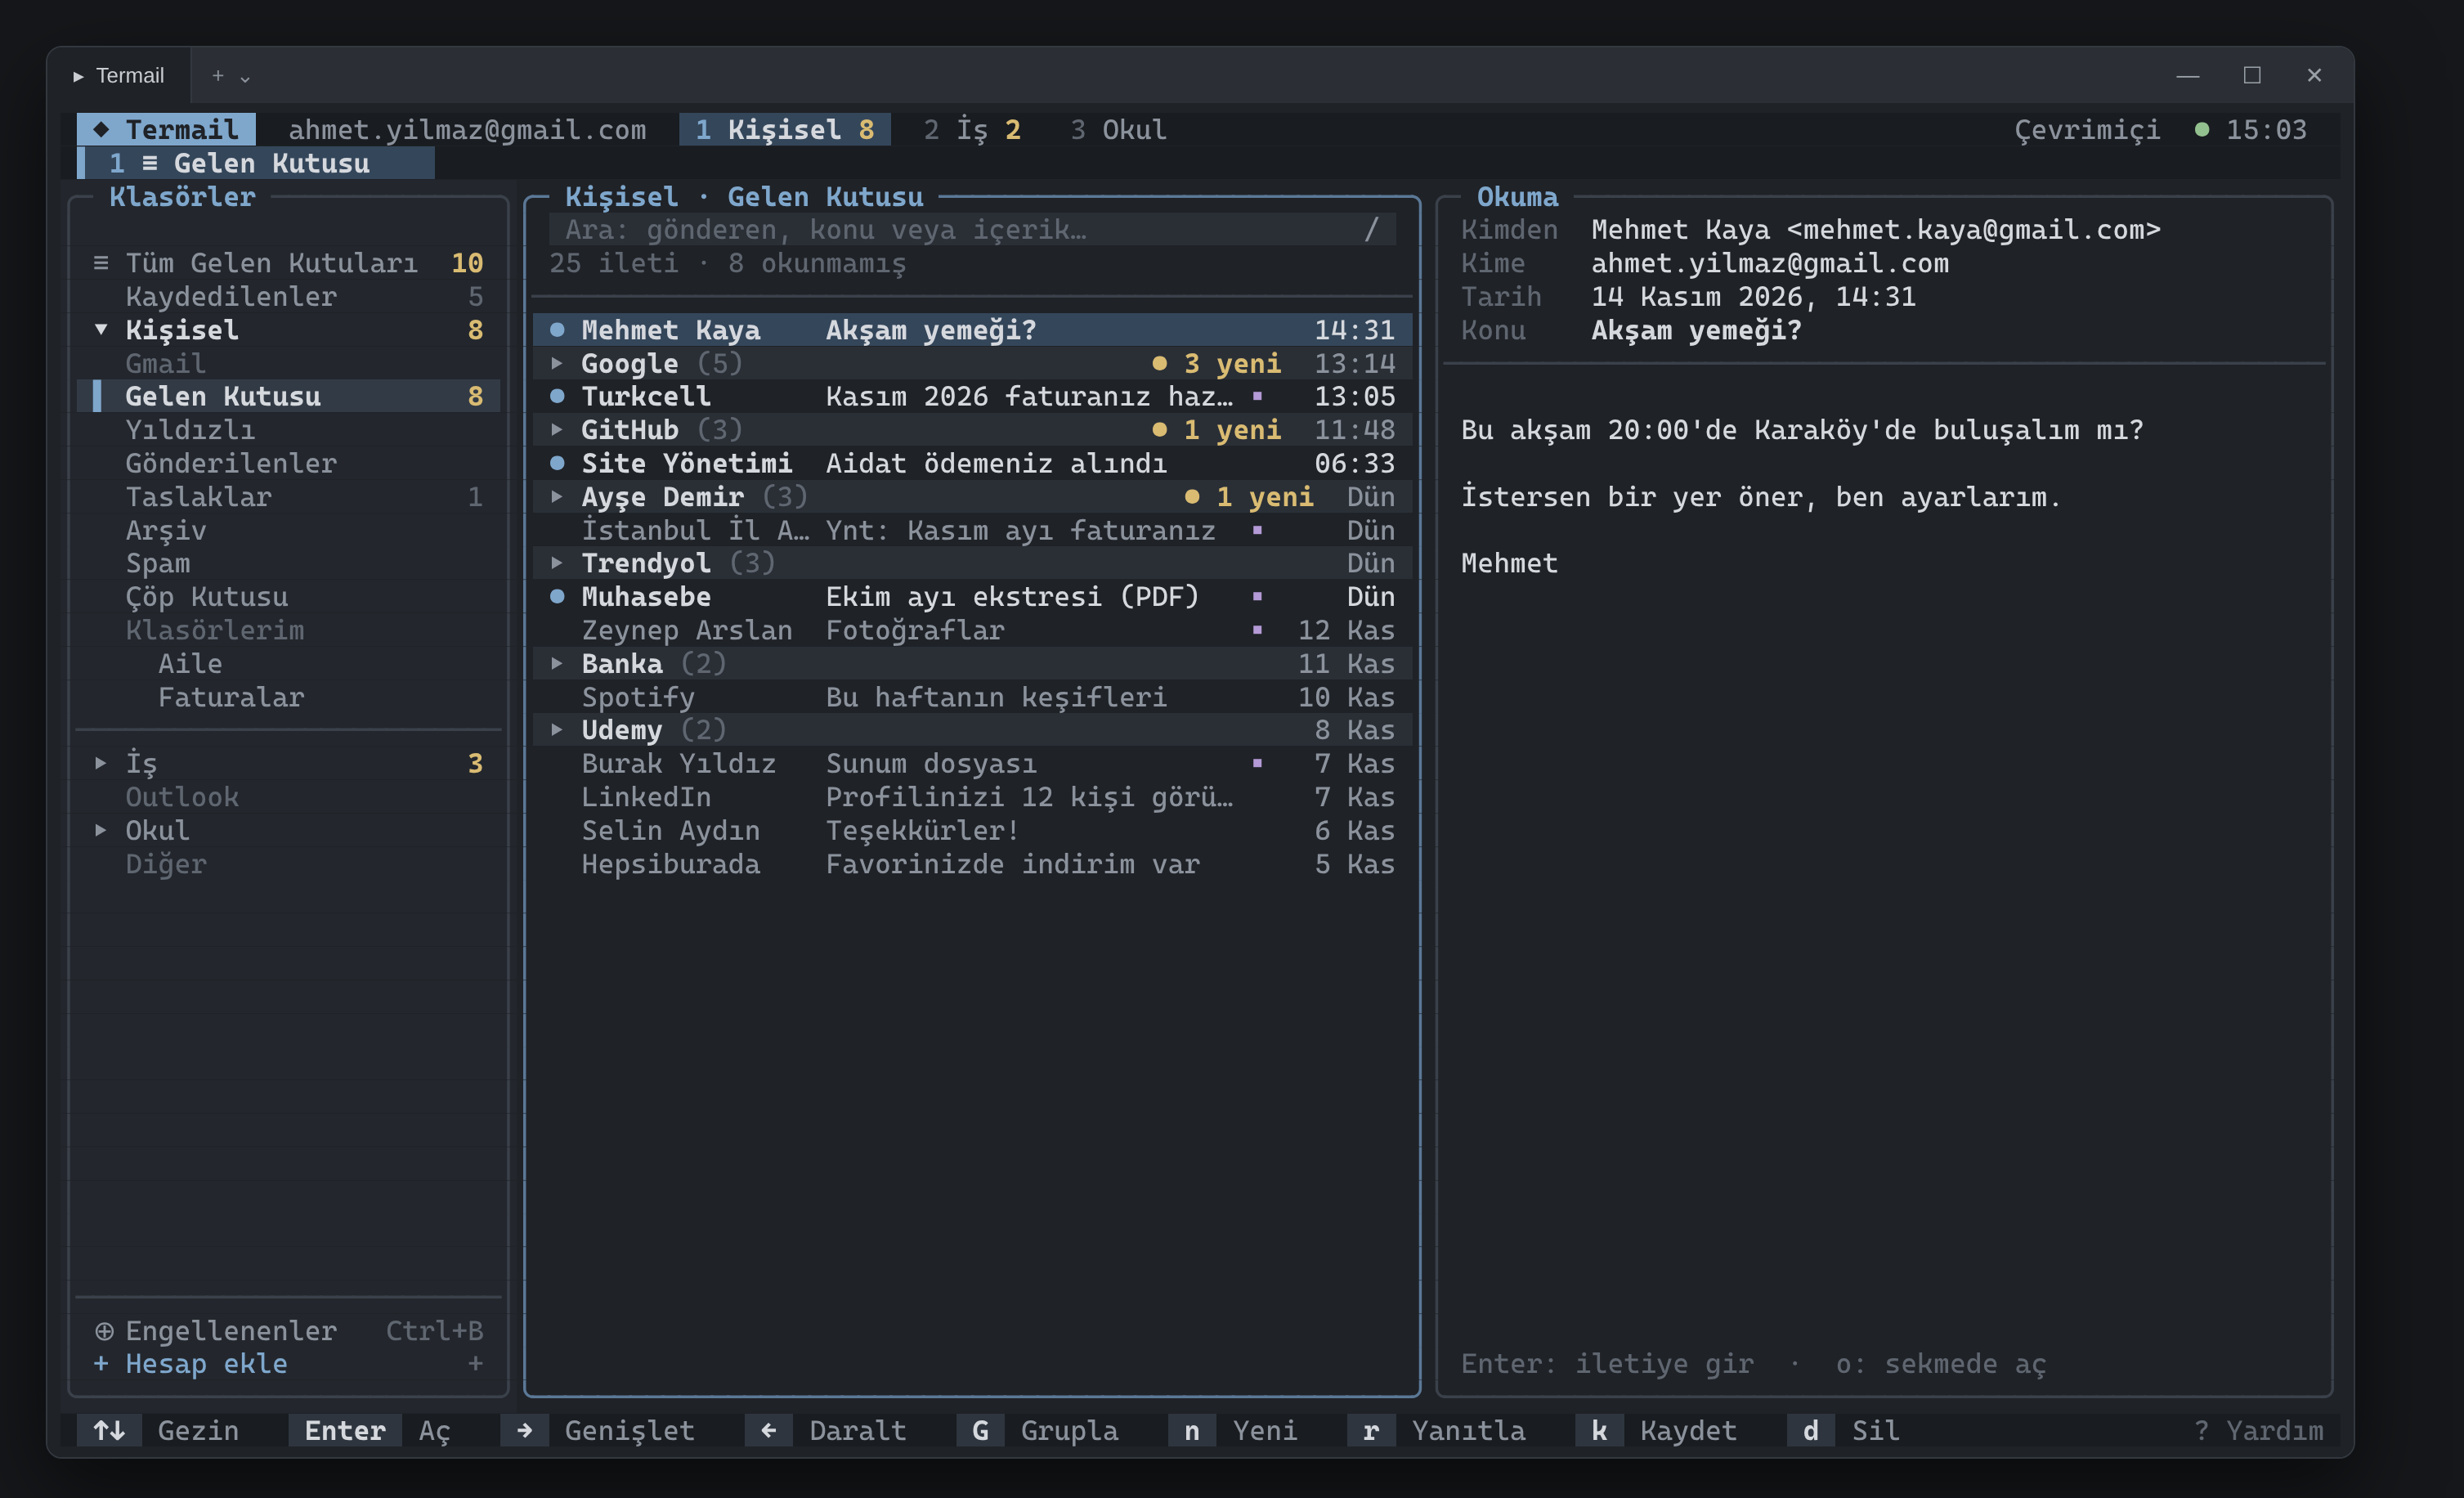 ▸ Termail + ⌄ — ☐ ✕
◆ Termail ahmet.yilmaz@gmail.com 1 Kişisel 8 2 İş 2 3 Okul Çevrimiçi ● 15:03
1 ≡ Gelen Kutusu
Klasörler
≡ Tüm Gelen Kutuları 10
Kaydedilenler 5
▼ Kişisel 8
Gmail
Gelen Kutusu 8
Yıldızlı
Gönderilenler
Taslaklar 1
Arşiv
Spam
Çöp Kutusu
Klasörlerim
Aile
Faturalar
▸ İş 3
Outlook
▸ Okul
Diğer
⊕ Engellenenler Ctrl+B
+ Hesap ekle +
Kişisel · Gelen Kutusu
Ara: gönderen, konu veya içerik… /
25 ileti · 8 okunmamış
● Mehmet Kaya Akşam yemeği? 14:31
▸ Google (5) ● 3 yeni 13:14
● Turkcell Kasım 2026 faturanız haz… ▪ 13:05
▸ GitHub (3) ● 1 yeni 11:48
● Site Yönetimi Aidat ödemeniz alındı 06:33
▸ Ayşe Demir (3) ● 1 yeni Dün
İstanbul İl A… Ynt: Kasım ayı faturanız ▪ Dün
▸ Trendyol (3) Dün
● Muhasebe Ekim ayı ekstresi (PDF) ▪ Dün
Zeynep Arslan Fotoğraflar ▪ 12 Kas
▸ Banka (2) 11 Kas
Spotify Bu haftanın keşifleri 10 Kas
▸ Udemy (2) 8 Kas
Burak Yıldız Sunum dosyası ▪ 7 Kas
LinkedIn Profilinizi 12 kişi görü… 7 Kas
Selin Aydın Teşekkürler! 6 Kas
Hepsiburada Favorinizde indirim var 5 Kas
Okuma
Kimden Mehmet Kaya <mehmet.kaya@gmail.com>
Kime ahmet.yilmaz@gmail.com
Tarih 14 Kasım 2026, 14:31
Konu Akşam yemeği?
Bu akşam 20:00'de Karaköy'de buluşalım mı?
İstersen bir yer öner, ben ayarlarım.
Mehmet
Enter: iletiye gir · o: sekmede aç
↑↓ Gezin Enter Aç → Genişlet ← Daralt G Grupla n Yeni r Yanıtla k Kaydet d Sil ? Yardım